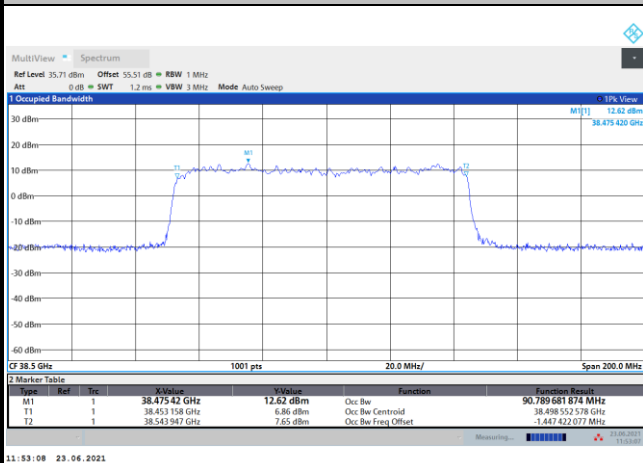 MultiView Spectrum
Ref Level 35.71 dBm Offset 55.51 dB RBW 1 MHz
Att 0 dB SWT 1.2 ms VBW 3 MHz Mode Auto Sweep
1 Occupied Bandwidth 1Pk View
M1[1] 12.62 dBm
38.475 420 GHz
30 dBm
20 dBm
M1
T1 T2
10 dBm
0 dBm
-10 dBm
-20 dBm
-30 dBm
-40 dBm
-50 dBm
-60 dBm
CF 38.5 GHz 1001 pts 20.0 MHz/ Span 200.0 MHz
2 Marker Table
Type Ref Trc X-Value Y-Value Function Function Result
M1 1 38.475 42 GHz 12.62 dBm Occ Bw 90.789 681 874 MHz
T1 1 38.453 158 GHz 6.86 dBm Occ Bw Centroid 38.498 552 578 GHz
T2 1 38.543 947 GHz 7.65 dBm Occ Bw Freq Offset -1.447 422 077 MHz
Measuring... 23.06.2021
11:53:07
11:53:08 23.06.2021